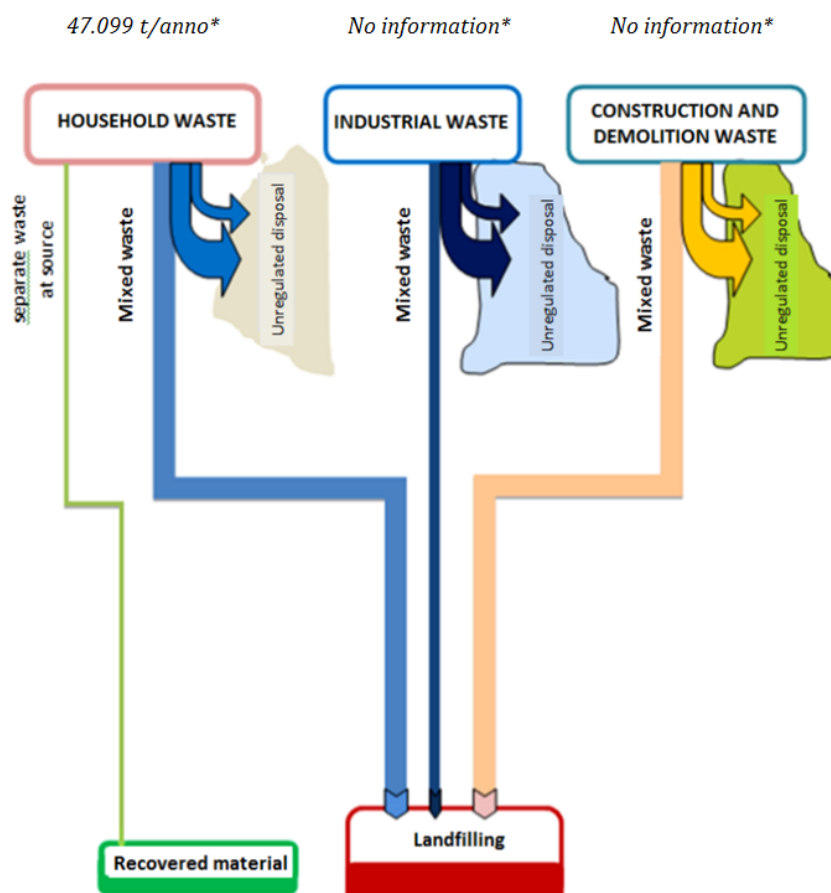 47.099 t/anno*
No information*
No information*
HOUSEHOLD WASTE
INDUSTRIAL WASTE
CONSTRUCTION AND
DEMOLITION WASTE
separate waste
at source
Mixed waste
Unregulated disposal
Mixed waste
Unregulated disposal
Mixed waste
Unregulated disposal
Recovered material
Landfilling